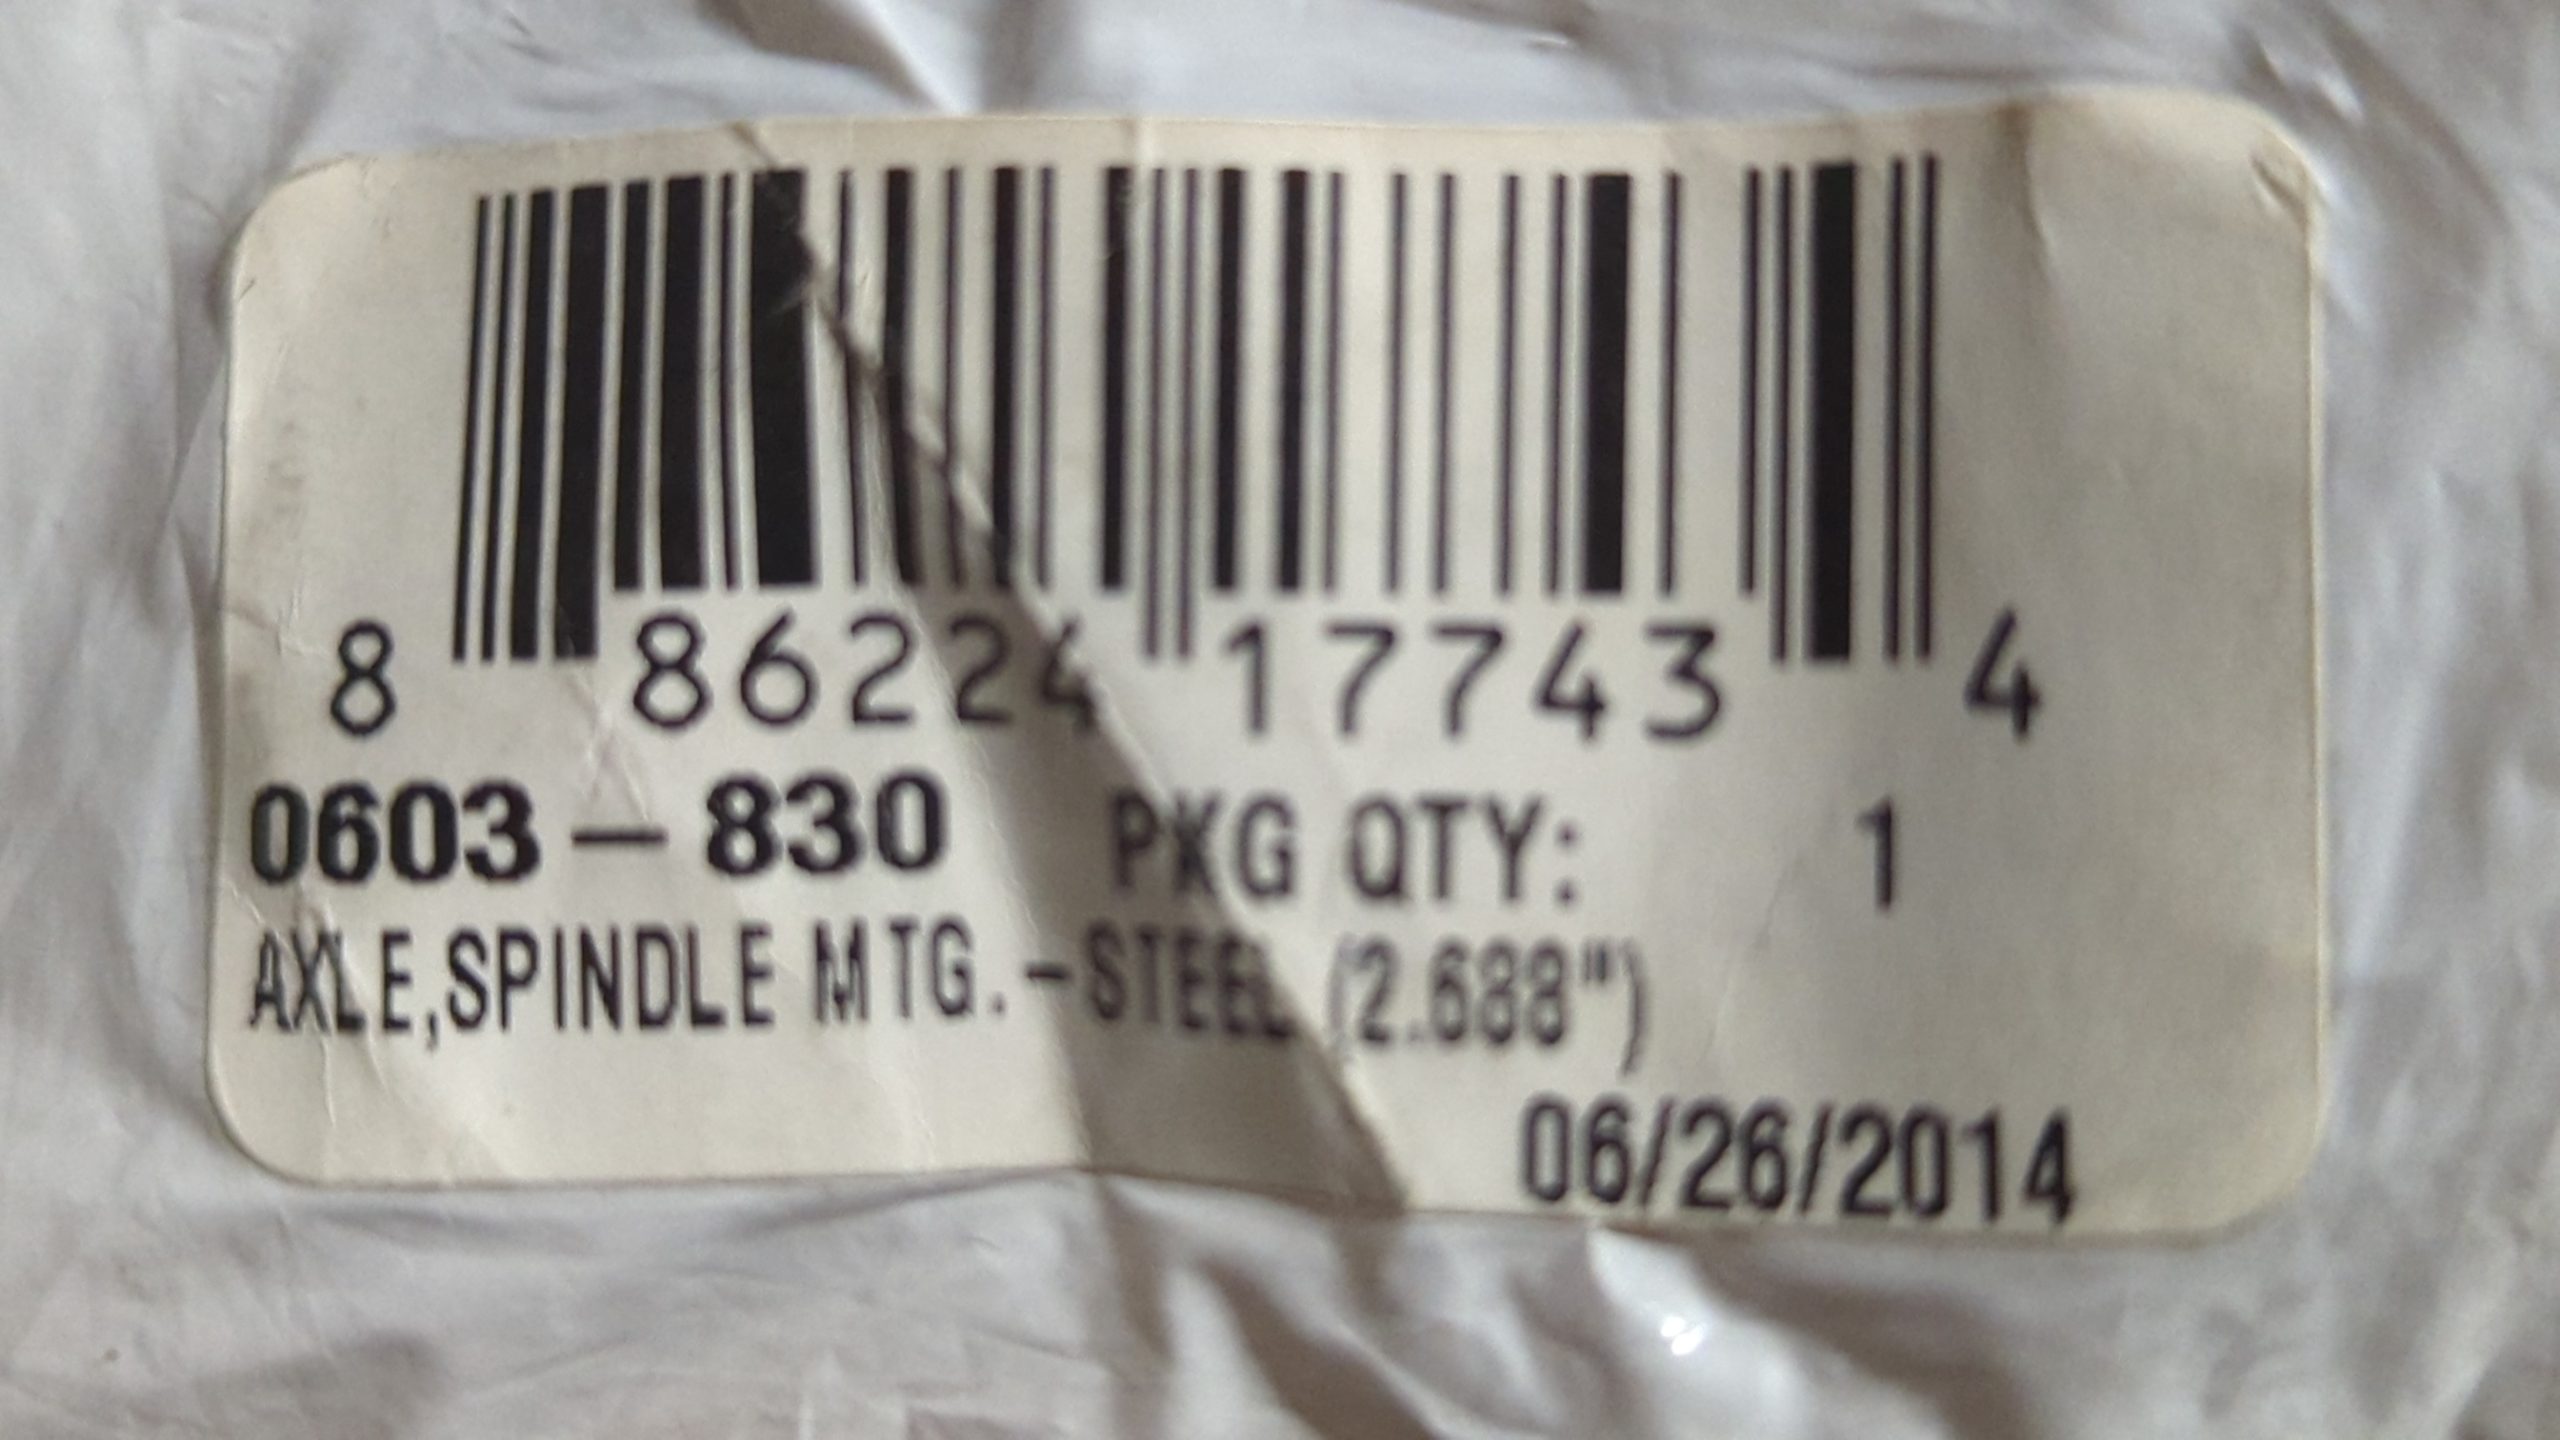 8 86224 17743 4
0603-830 PKG QTY: 1
AXLE,SPINDLE MTG.-STEEL (2.688")
06/26/2014